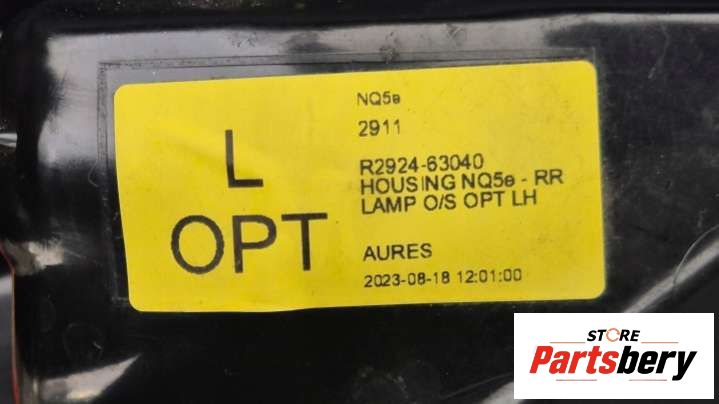 L
OPT
NQ5e
2911
R2924-63040
HOUSING NQ5e - RR
LAMP O/S OPT LH
AURES
2023-08-18 12:01:00
STORE
Partsbery